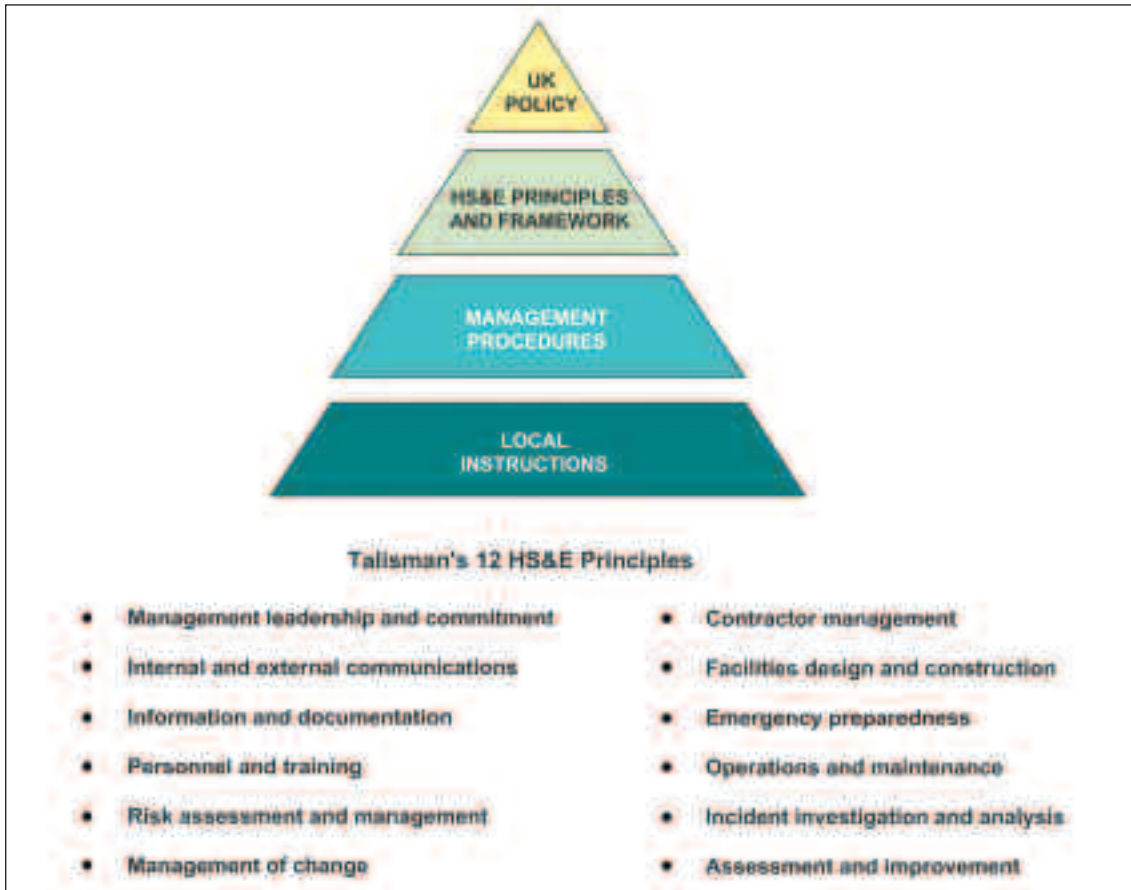 UK
POLICY
HS&E PRINCIPLES
AND FRAMEWORK
MANAGEMENT
PROCEDURES
LOCAL
INSTRUCTIONS
Talisman's 12 HS&E Principles
• Management leadership and commitment
• Internal and external communications
• Information and documentation
• Personnel and training
• Risk assessment and management
• Management of change
• Contractor management
• Facilities design and construction
• Emergency preparedness
• Operations and maintenance
• Incident investigation and analysis
• Assessment and improvement